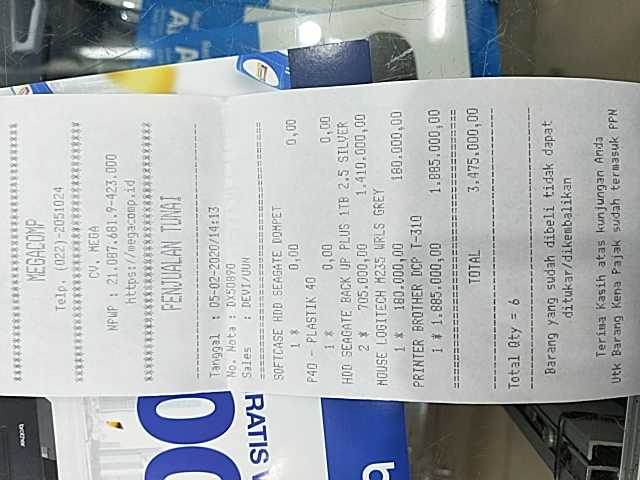 ********************************
MEGACOMP
Telp. (022)-2051024
********************************
CV. MEGA
NPWP : 21.087.681.9-423.000
https://megacomp.id
********************************
PENJUALAN TUNAI
Tanggal : 05-02-2020/14:13
No. Nota : DX50890
Sales : DEVI/JUN
SOFTCASE HDD SEAGATE DOMPET
1 * 0,00 0,00
P40 - PLASTIK 40
1 * 0,00 0,00
HDD SEAGATE BACK UP PLUS 1TB 2.5 SILVER
2 * 705.000,00 1.410.000,00
MOUSE LOGITECH M235 WRLS GREY
1 * 180.000,00 180.000,00
PRINTER BROTHER DCP T-310
1 * 1.885.000,00 1.885.000,00
TOTAL 3.475.000,00
Total Qty = 6
Barang yang sudah dibeli tidak dapat
ditukar/dikembalikan
Terima Kasih atas kunjungan Anda
Utk Barang Kena Pajak sudah termasuk PPN
brother
GRATIS